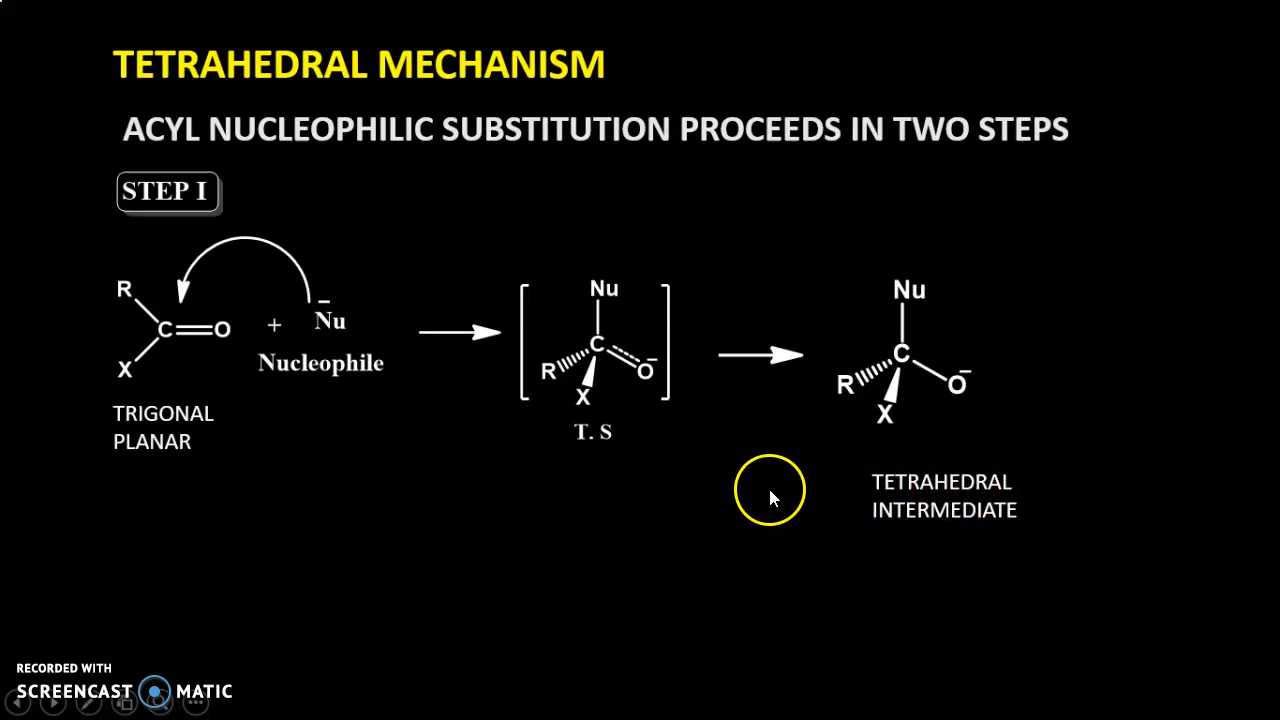 TETRAHEDRAL MECHANISM
ACYL NUCLEOPHILIC SUBSTITUTION PROCEEDS IN TWO STEPS
STEP I
R
C
O
X
+
Nu
Nucleophile
TRIGONAL
PLANAR
Nu
C
R
O
X
T. S
Nu
C
R
O
X
TETRAHEDRAL
INTERMEDIATE
RECORDED WITH
SCREENCAST MATIC